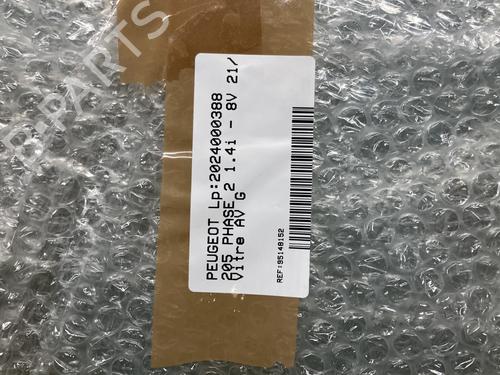 PEUGEOT Lp:2024000388
205 PHASE 2 1.4i - 8V 21/
Vitre AV G
REF:95148152
B-PARTS